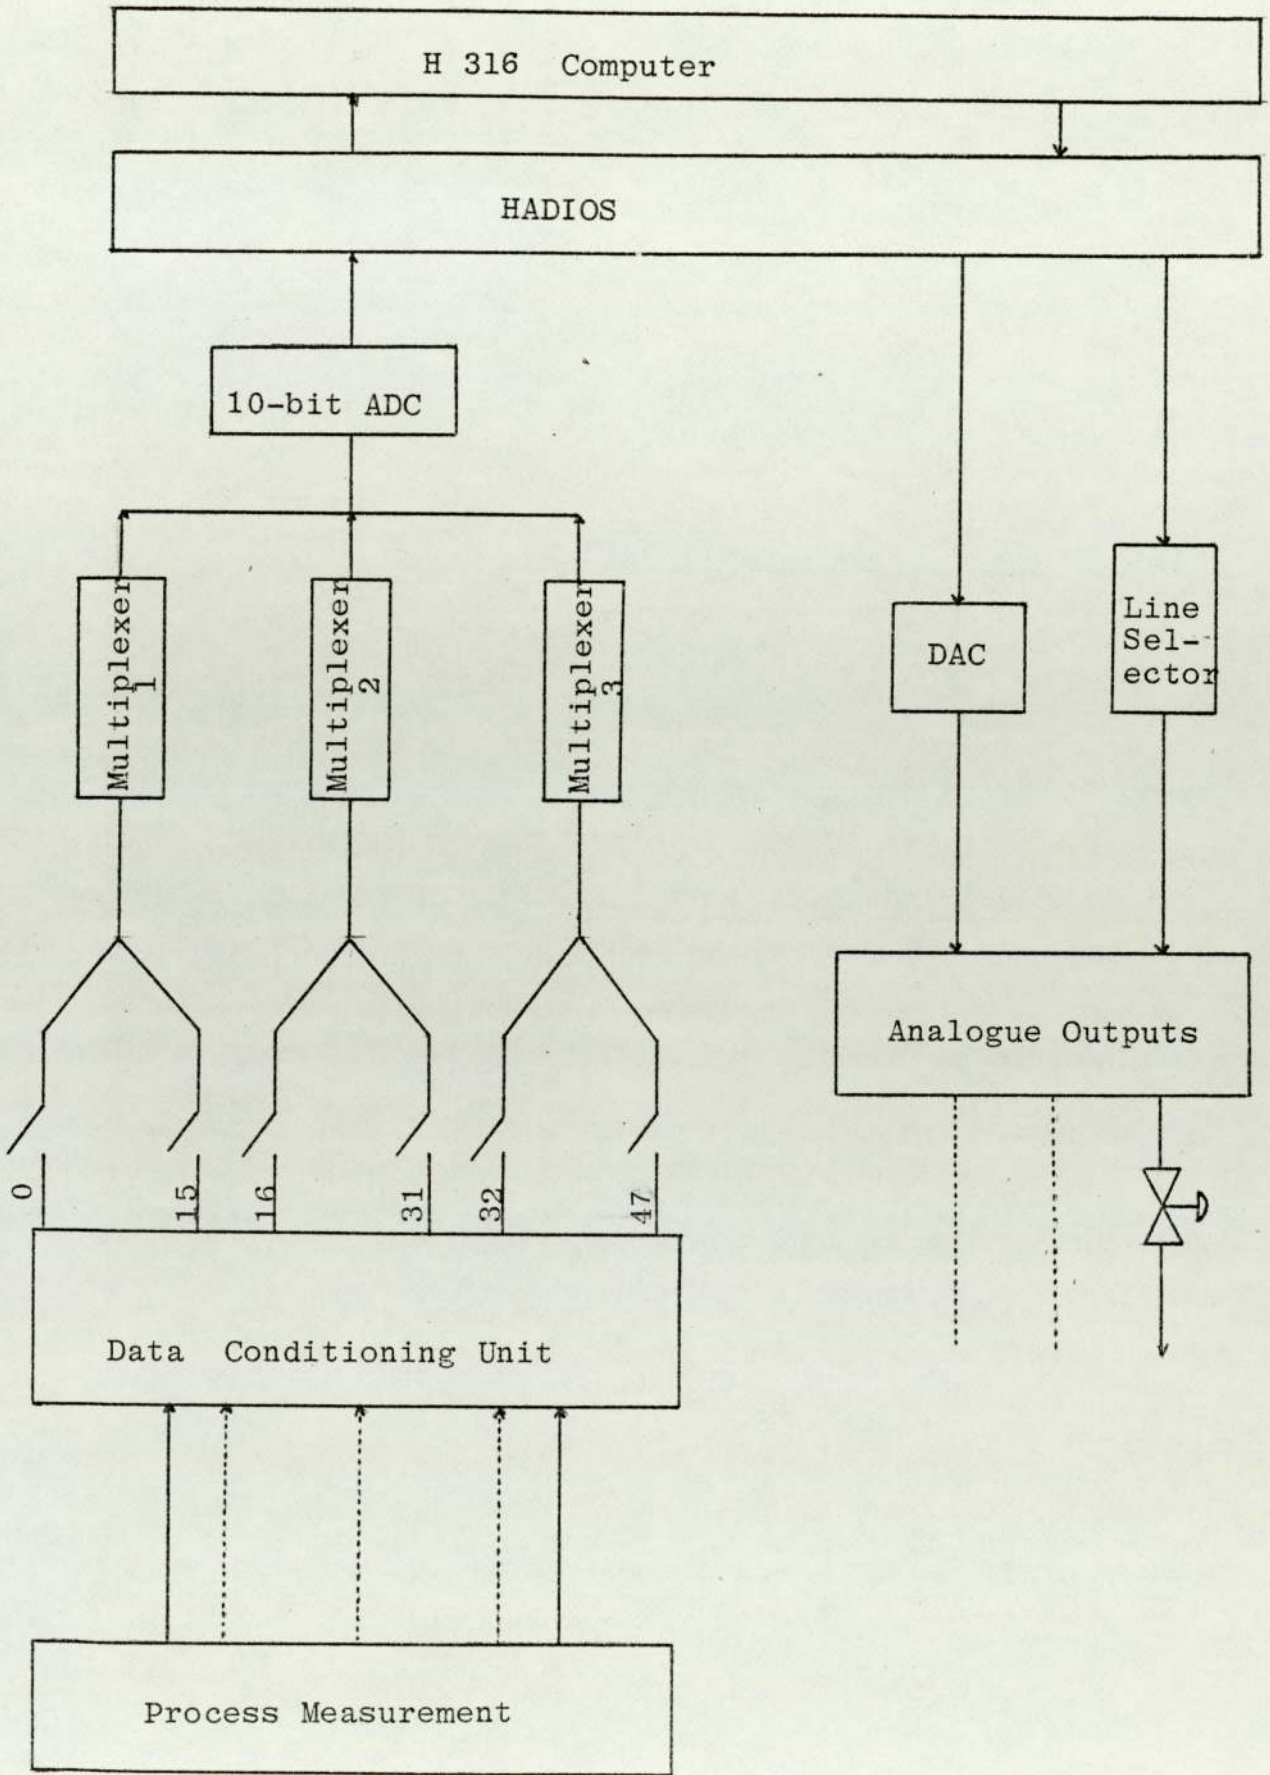 H 316 Computer
HADIOS
10-bit ADC
Multiplexer
1
Multiplexer
2
Multiplexer
3
DAC
Line
Sel-
ector
Analogue Outputs
0
15
16
31
32
47
Data Conditioning Unit
Process Measurement